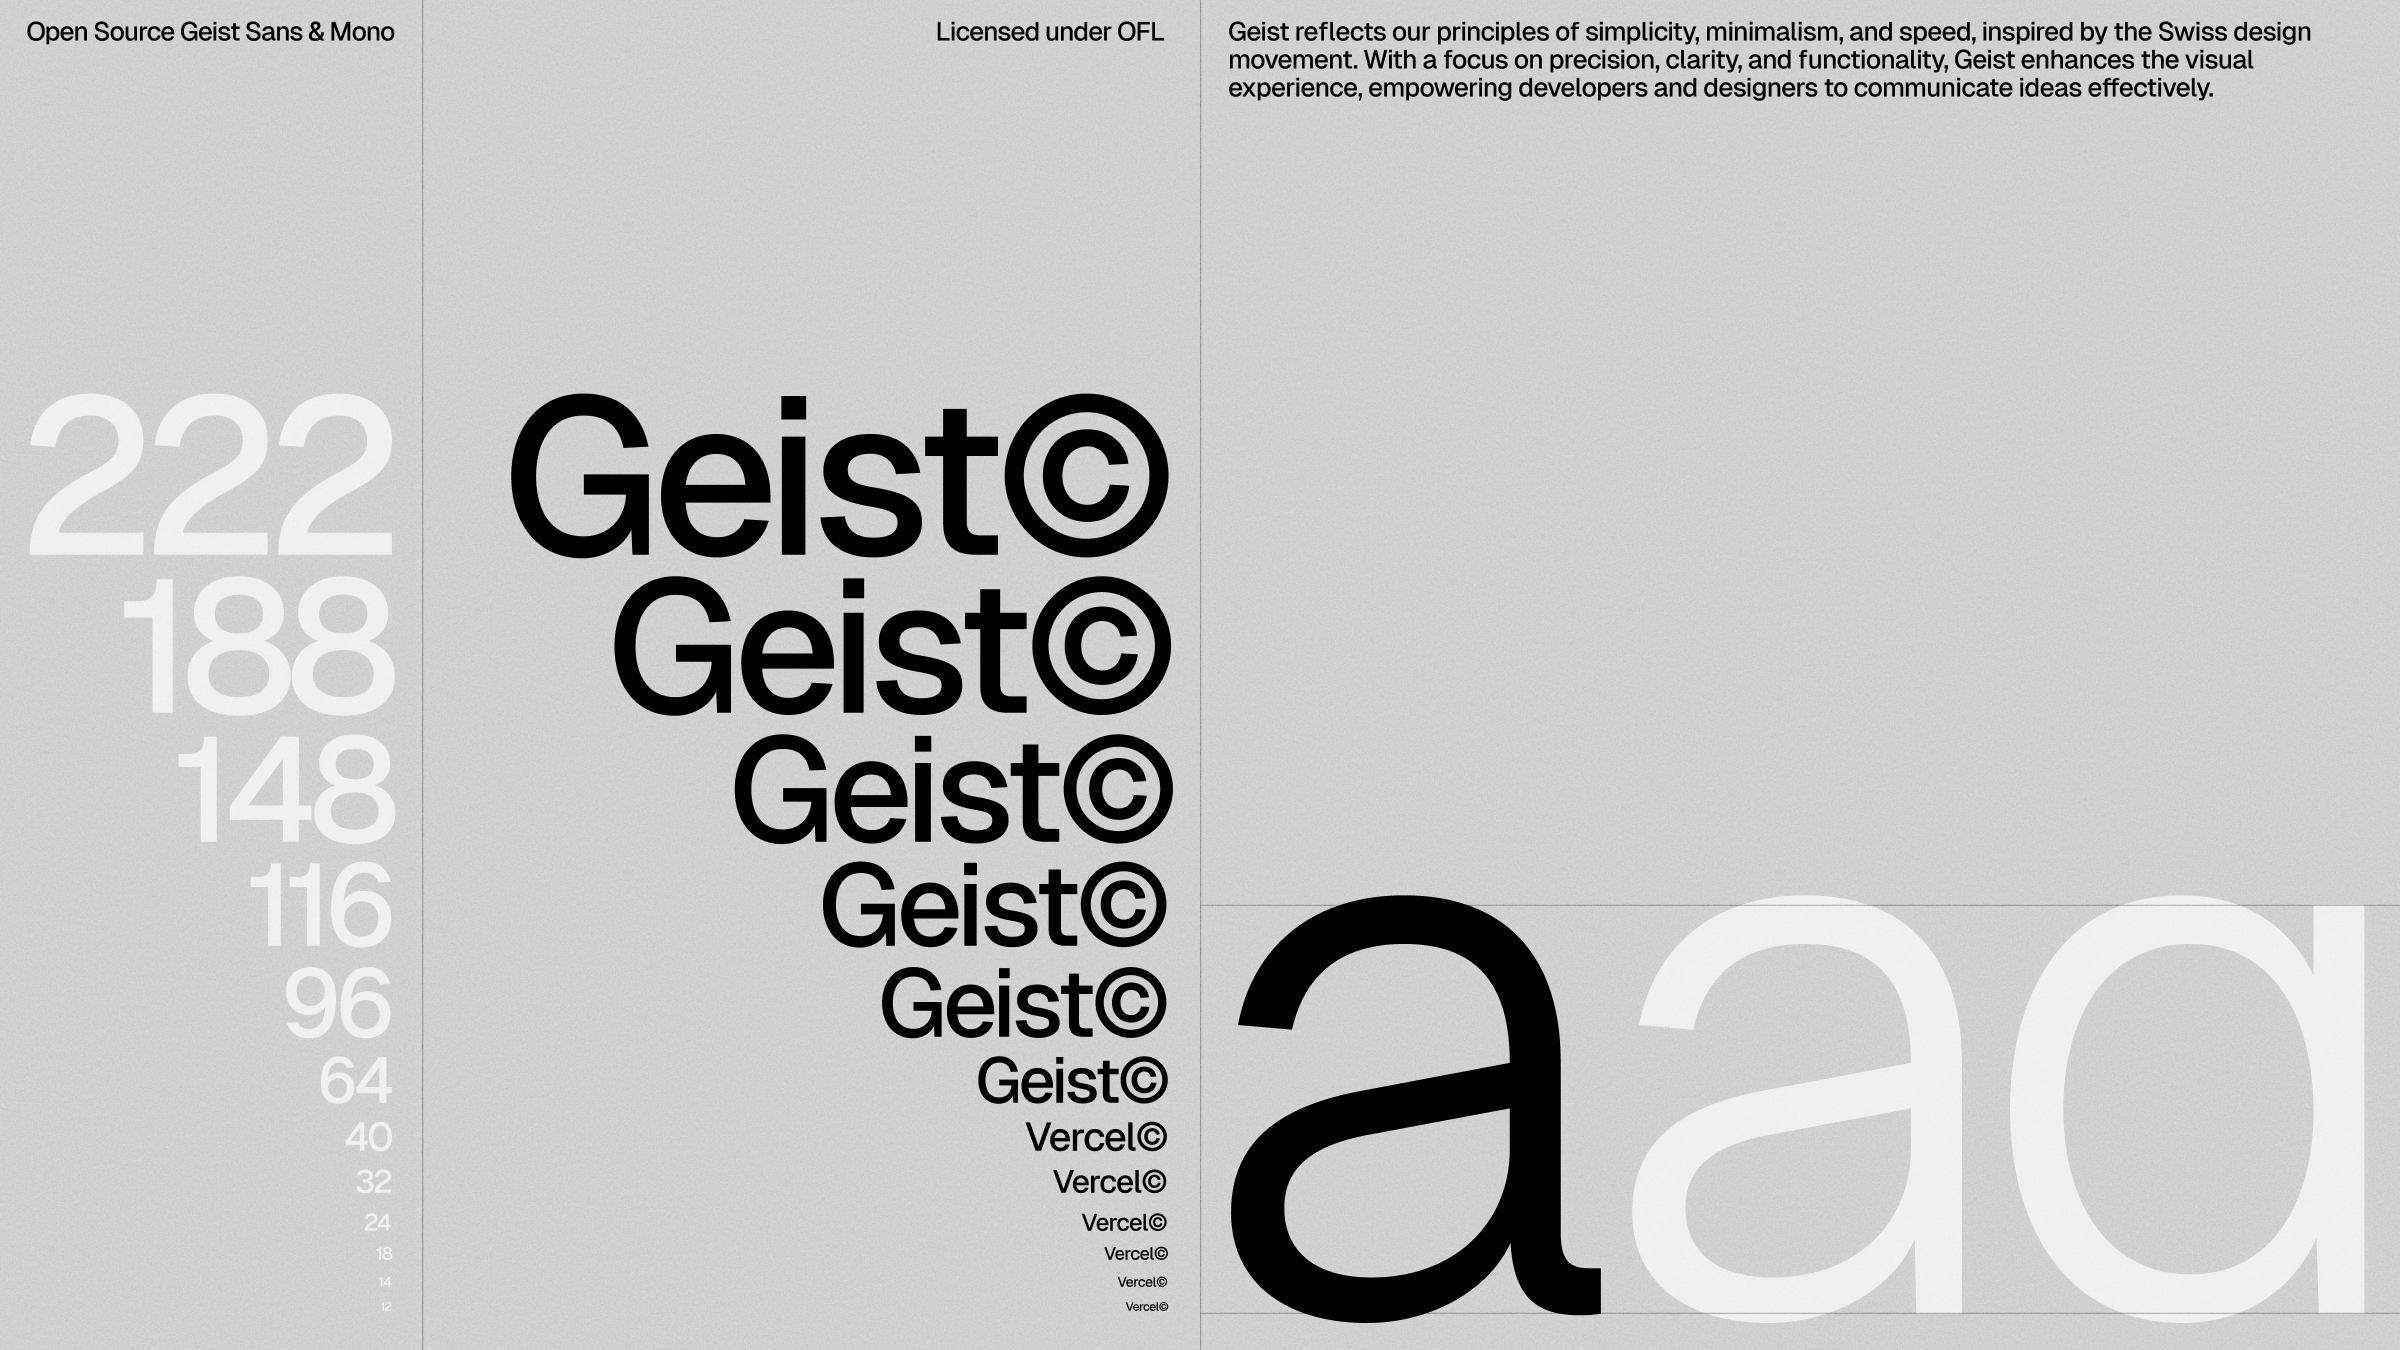 Open Source Geist Sans & Mono
Licensed under OFL
Geist reflects our principles of simplicity, minimalism, and speed, inspired by the Swiss design
movement. With a focus on precision, clarity, and functionality, Geist enhances the visual
experience, empowering developers and designers to communicate ideas effectively.
222 Geist©
188 Geist©
148 Geist©
116 Geist©
96 Geist©
64 Geist©
40 Vercel©
32 Vercel©
24 Vercel©
18 Vercel©
14 Vercel©
12 Vercel©
a a ɑ